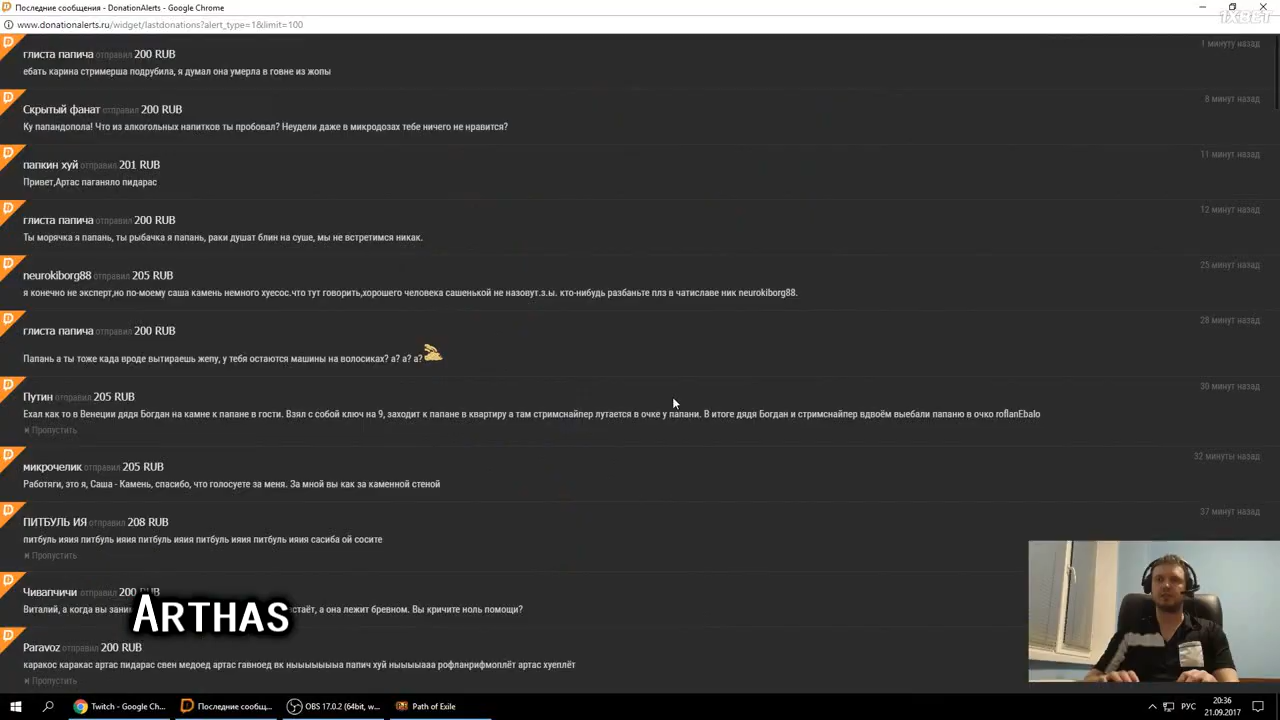 Последние сообщения - DonationAlerts - Google Chrome
1XBET
www.donationalerts.ru/widget/lastdonations?alert_type=1&limit=100
глиста папича отправил 200 RUB
1 минуту назад
ебать карина стримерша подрубила, я думал она умерла в говне из жопы
Скрытый фанат отправил 200 RUB
8 минут назад
Ку папандопола! Что из алкогольных напитков ты пробовал? Неудели даже в микродозах тебе ничего не нравится?
папкин хуй отправил 201 RUB
11 минут назад
Привет,Артас паганяло пидарас
глиста папича отправил 200 RUB
12 минут назад
Ты морячка я папань, ты рыбачка я папань, раки душат блин на суше, мы не встретимся никак.
neurokiborg88 отправил 205 RUB
25 минут назад
я конечно не эксперт,но по-моему саша камень немного хуесос.что тут говорить,хорошего человека сашенькой не назовут.з.ы. кто-нибудь разбаньте плз в чатиславе ник neurokiborg88.
глиста папича отправил 200 RUB
28 минут назад
Папань а ты тоже када вроде вытираешь жепу, у тебя остаются машины на волосиках? а? а? а?
Путин отправил 205 RUB
30 минут назад
Ехал как то в Венеции дядя Богдан на камне к папане в гости. Взял с собой ключ на 9, заходит к папане в квартиру а там стримснайпер лутается в очке у папани. В итоге дядя Богдан и стримснайпер вдвоём выебали папаню в очко roflanEbalo
Пропустить
32 минуты назад
микрочелик отправил 205 RUB
Работяги, это я, Саша - Камень, спасибо, что голосуете за меня. За мной вы как за каменной стеной
37 минут назад
ПИТБУЛЬ ИЯ отправил 208 RUB
питбуль ияия питбуль ияия питбуль ияия питбуль ияия питбуль ияия сасиба ой сосите
Пропустить
Чивапчичи отправил 200 RUB
Виталий, а когда вы зани стаёт, а она лежит бревном. Вы кричите ноль помощи?
ARTHAS
Paravoz отправил 200 RUB
каракос каракас артас пидарас свен медоед артас гавноед вк ныыыыыыыа папич хуй ныыыыааа рофланрифмоплёт артас хуеплёт
Пропустить
Twitch - Google Ch...
Последние сообщ...
OBS 17.0.2 (64bit, w...
Path of Exile
РУС
20:36
21.09.2017